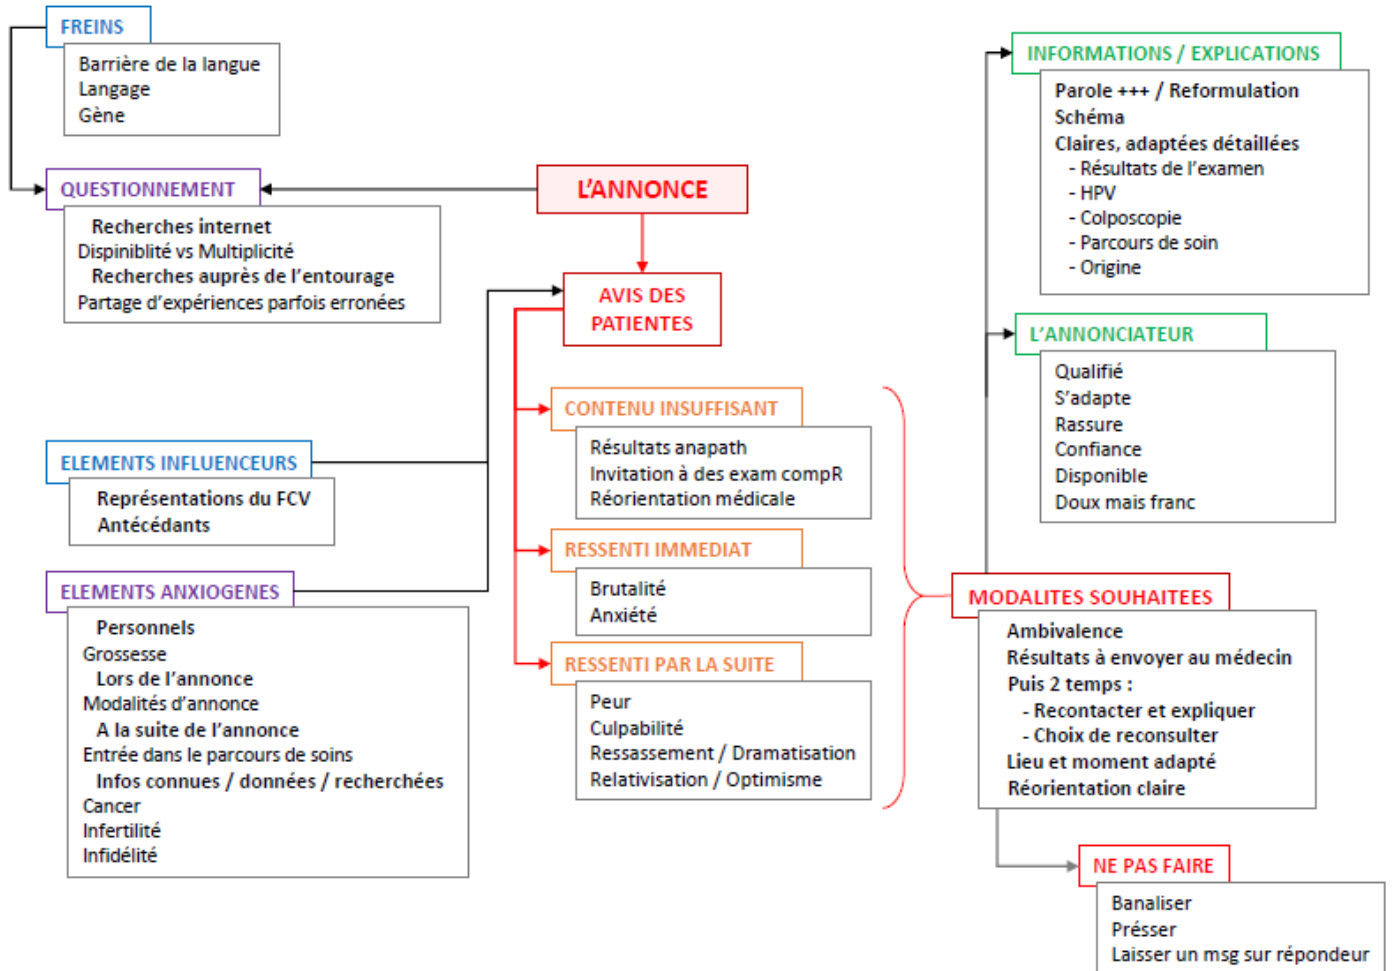 FREINS
Barrière de la langue
Langage
Gène
QUESTIONNEMENT
Recherches internet
Dispiniblité vs Multiplicité
Recherches auprès de l'entourage
Partage d'expériences parfois erronées
L'ANNONCE
AVIS DES
PATIENTES
ELEMENTS INFLUENCEURS
Représentations du FCV
Antécédants
ELEMENTS ANXIOGENES
Personnels
Grossesse
Lors de l'annonce
Modalités d'annonce
A la suite de l'annonce
Entrée dans le parcours de soins
Infos connues / données / recherchées
Cancer
Infertilité
Infidélité
CONTENU INSUFFISANT
Résultats anapath
Invitation à des exam compR
Réorientation médicale
RESSENTI IMMEDIAT
Brutalité
Anxiété
RESSENTI PAR LA SUITE
Peur
Culpabilité
Ressassement / Dramatisation
Relativisation / Optimisme
INFORMATIONS / EXPLICATIONS
Parole +++ / Reformulation
Schéma
Claires, adaptées détaillées
- Résultats de l'examen
- HPV
- Colposcopie
- Parcours de soin
- Origine
L'ANNONCIATEUR
Qualifié
S'adapte
Rassure
Confiance
Disponible
Doux mais franc
MODALITES SOUHAITEES
Ambivalence
Résultats à envoyer au médecin
Puis 2 temps :
- Recontacter et expliquer
- Choix de reconsulter
Lieu et moment adapté
Réorientation claire
NE PAS FAIRE
Banaliser
Présser
Laisser un msg sur répondeur